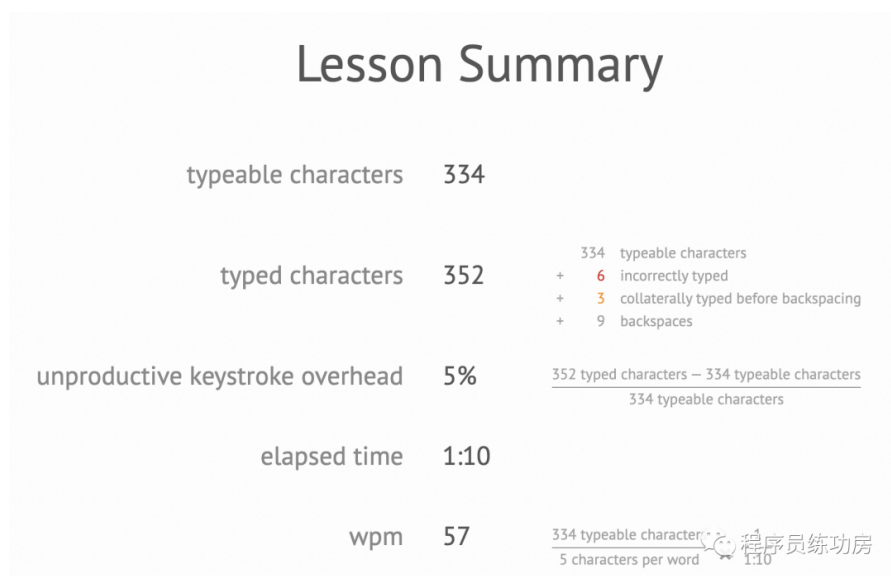 Lesson Summary
typeable characters 334
typed characters 352
334 typeable characters
+ 6 incorrectly typed
+ 3 collaterally typed before backspacing
+ 9 backspaces
unproductive keystroke overhead 5%
352 typed characters — 334 typeable characters
334 typeable characters
elapsed time 1:10
wpm 57
334 typeable character 1
5 characters per word × 1:10
程序员练功房